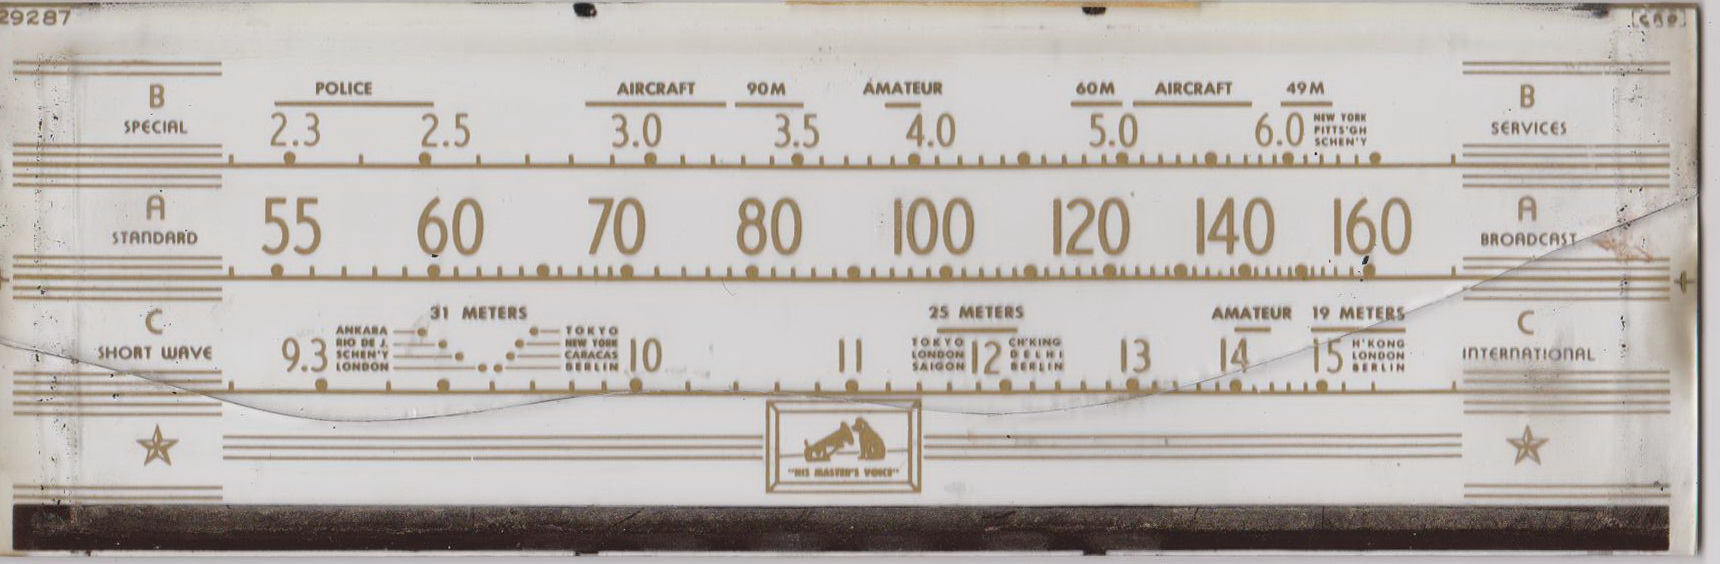 29287
POLICE AIRCRAFT 90M AMATEUR 60M AIRCRAFT 49M
B 2.3 2.5 3.0 3.5 4.0 5.0 6.0 NEW YORK B
SPECIAL PITTS'GH SERVICES
SCHEN'Y
A 55 60 70 80 100 120 140 160 A
STANDARD BROADCAST
31 METERS 25 METERS AMATEUR 19 METERS
C ANKARA TOKYO C
SHORT WAVE 9.3 RIO DE J. NEW YORK 10 11 TOKYO 12 CH'KING 13 14 15 H'KONG INTERNATIONAL
SCHEN'Y CARACAS LONDON DELHI LONDON
LONDON BERLIN SAIGON BERLIN BERLIN
"HIS MASTER'S VOICE"